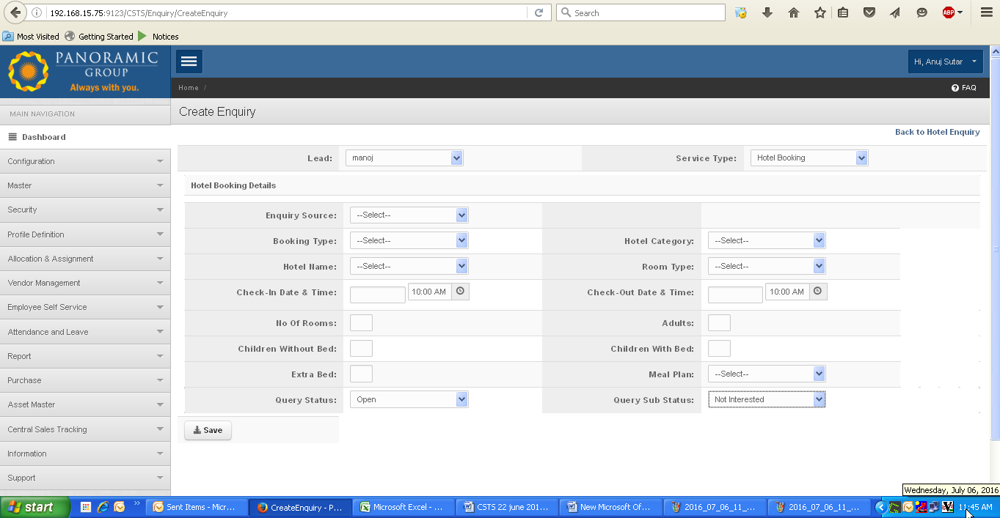 192.168.15.75:9123/CSTS/Enquiry/CreateEnquiry
Search
ABP
Most Visited Getting Started Notices
PANORAMIC
GROUP
Always with you.
Hi, Anuj Sutar
Home /
FAQ
MAIN NAVIGATION
Create Enquiry
Back to Hotel Enquiry
Dashboard
Configuration
Master
Security
Profile Definition
Allocation & Assignment
Vendor Management
Employee Self Service
Attendance and Leave
Report
Purchase
Asset Master
Central Sales Tracking
Information
Support
Lead: manoj Service Type: Hotel Booking
Hotel Booking Details
Enquiry Source: --Select--
Booking Type: --Select-- Hotel Category: --Select--
Hotel Name: --Select-- Room Type: --Select--
Check-In Date & Time: 10:00 AM Check-Out Date & Time: 10:00 AM
No Of Rooms: Adults:
Children Without Bed: Children With Bed:
Extra Bed: Meal Plan: --Select--
Query Status: Open Query Sub Status: Not Interested
Save
Wednesday, July 06, 2016
start Sent Items - Micr... CreateEnquiry - P... Microsoft Excel - ... CSTS 22 june 201... New Microsoft Of... 2016_07_06_11_... 2016_07_06_11_... 11:45 AM